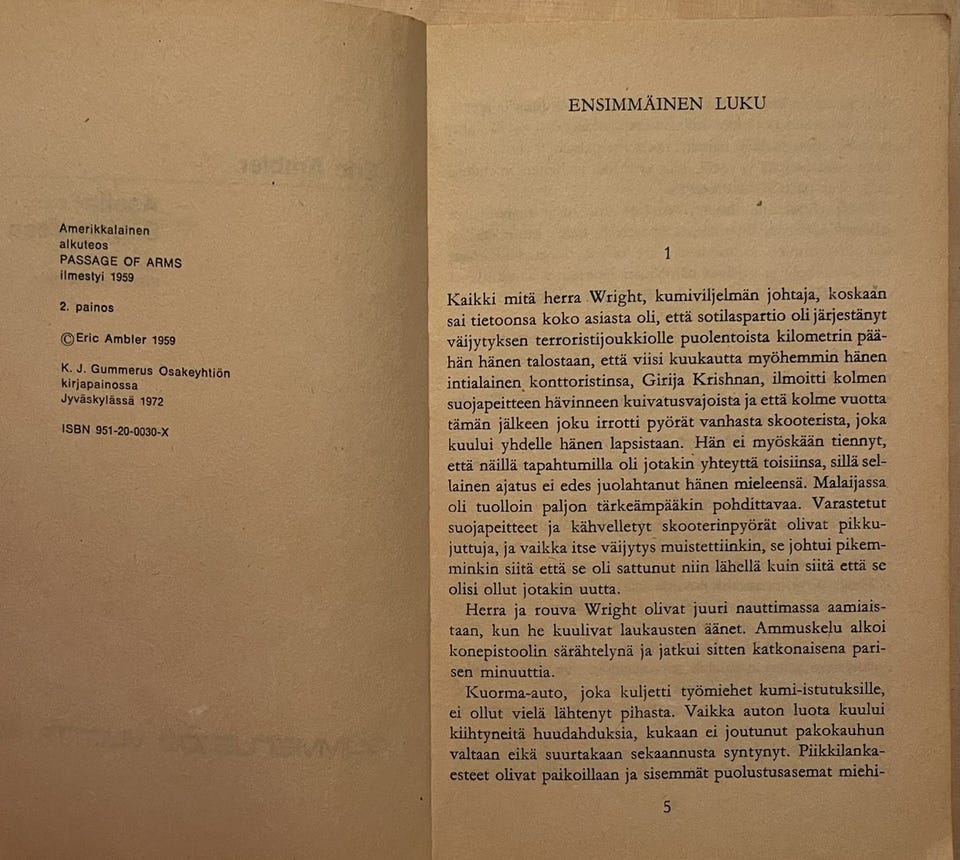 Amerikkalainen
alkuteos
PASSAGE OF ARMS
ilmestyi 1959
2. painos
©Eric Ambler 1959
K. J. Gummerus Osakeyhtiön
kirjapainossa
Jyväskylässä 1972
ISBN 951-20-0030-X
ENSIMMÄINEN LUKU
1
Kaikki mitä herra Wright, kumiviljelmän johtaja, koskaan
sai tietoonsa koko asiasta oli, että sotilaspartio oli järjestänyt
väijytyksen terroristijoukkiolle puolentoista kilometrin pää-
hän hänen talostaan, että viisi kuukautta myöhemmin hänen
intialainen konttoristinsa, Girija Krishnan, ilmoitti kolmen
suojapeitteen hävinneen kuivatusvajoista ja että kolme vuotta
tämän jälkeen joku irrotti pyörät vanhasta skooterista, joka
kuului yhdelle hänen lapsistaan. Hän ei myöskään tiennyt,
että näillä tapahtumilla oli jotakin yhteyttä toisiinsa, sillä sel-
lainen ajatus ei edes juolahtanut hänen mieleensä. Malaijassa
oli tuolloin paljon tärkeämpääkin pohdittavaa. Varastetut
suojapeitteet ja kähvelletyt skooterinpyörät olivat pikku-
juttuja, ja vaikka itse väijytys muistettiinkin, se johtui pikem-
minkin siitä että se oli sattunut niin lähellä kuin siitä että se
olisi ollut jotakin uutta.
Herra ja rouva Wright olivat juuri nauttimassa aamiais-
taan, kun he kuulivat laukausten äänet. Ammuskelu alkoi
konepistoolin särähtelynä ja jatkui sitten katkonaisena pari-
sen minuuttia.
Kuorma-auto, joka kuljetti työmiehet kumi-istutuksille,
ei ollut vielä lähtenyt pihasta. Vaikka auton luota kuului
kiihtyneitä huudahduksia, kukaan ei joutunut pakokauhun
valtaan eikä suurtakaan sekaannusta syntynyt. Piikkilanka-
esteet olivat paikoillaan ja sisemmät puolustusasemat miehi-
5